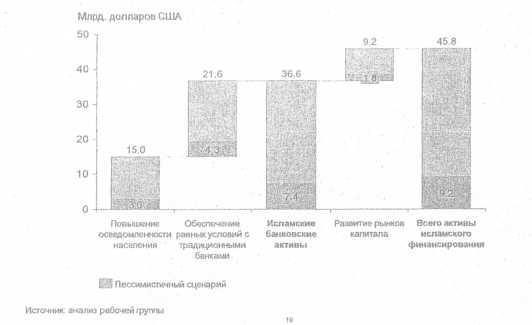 Млрд. долларов США
50
40
30
20
10
0
15.0
3.0
21.6
4.3
36.6
7.4
9.2
1.8
45.8
9.2
Повышение
осведомленности
населения
Обеспечение
равных условий с
традиционными
банками
Исламские
банковские
активы
Развитие рынков
капитала
Всего активы
исламского
финансирования
Пессимистичный сценарий
Источник: анализ рабочей группы
19